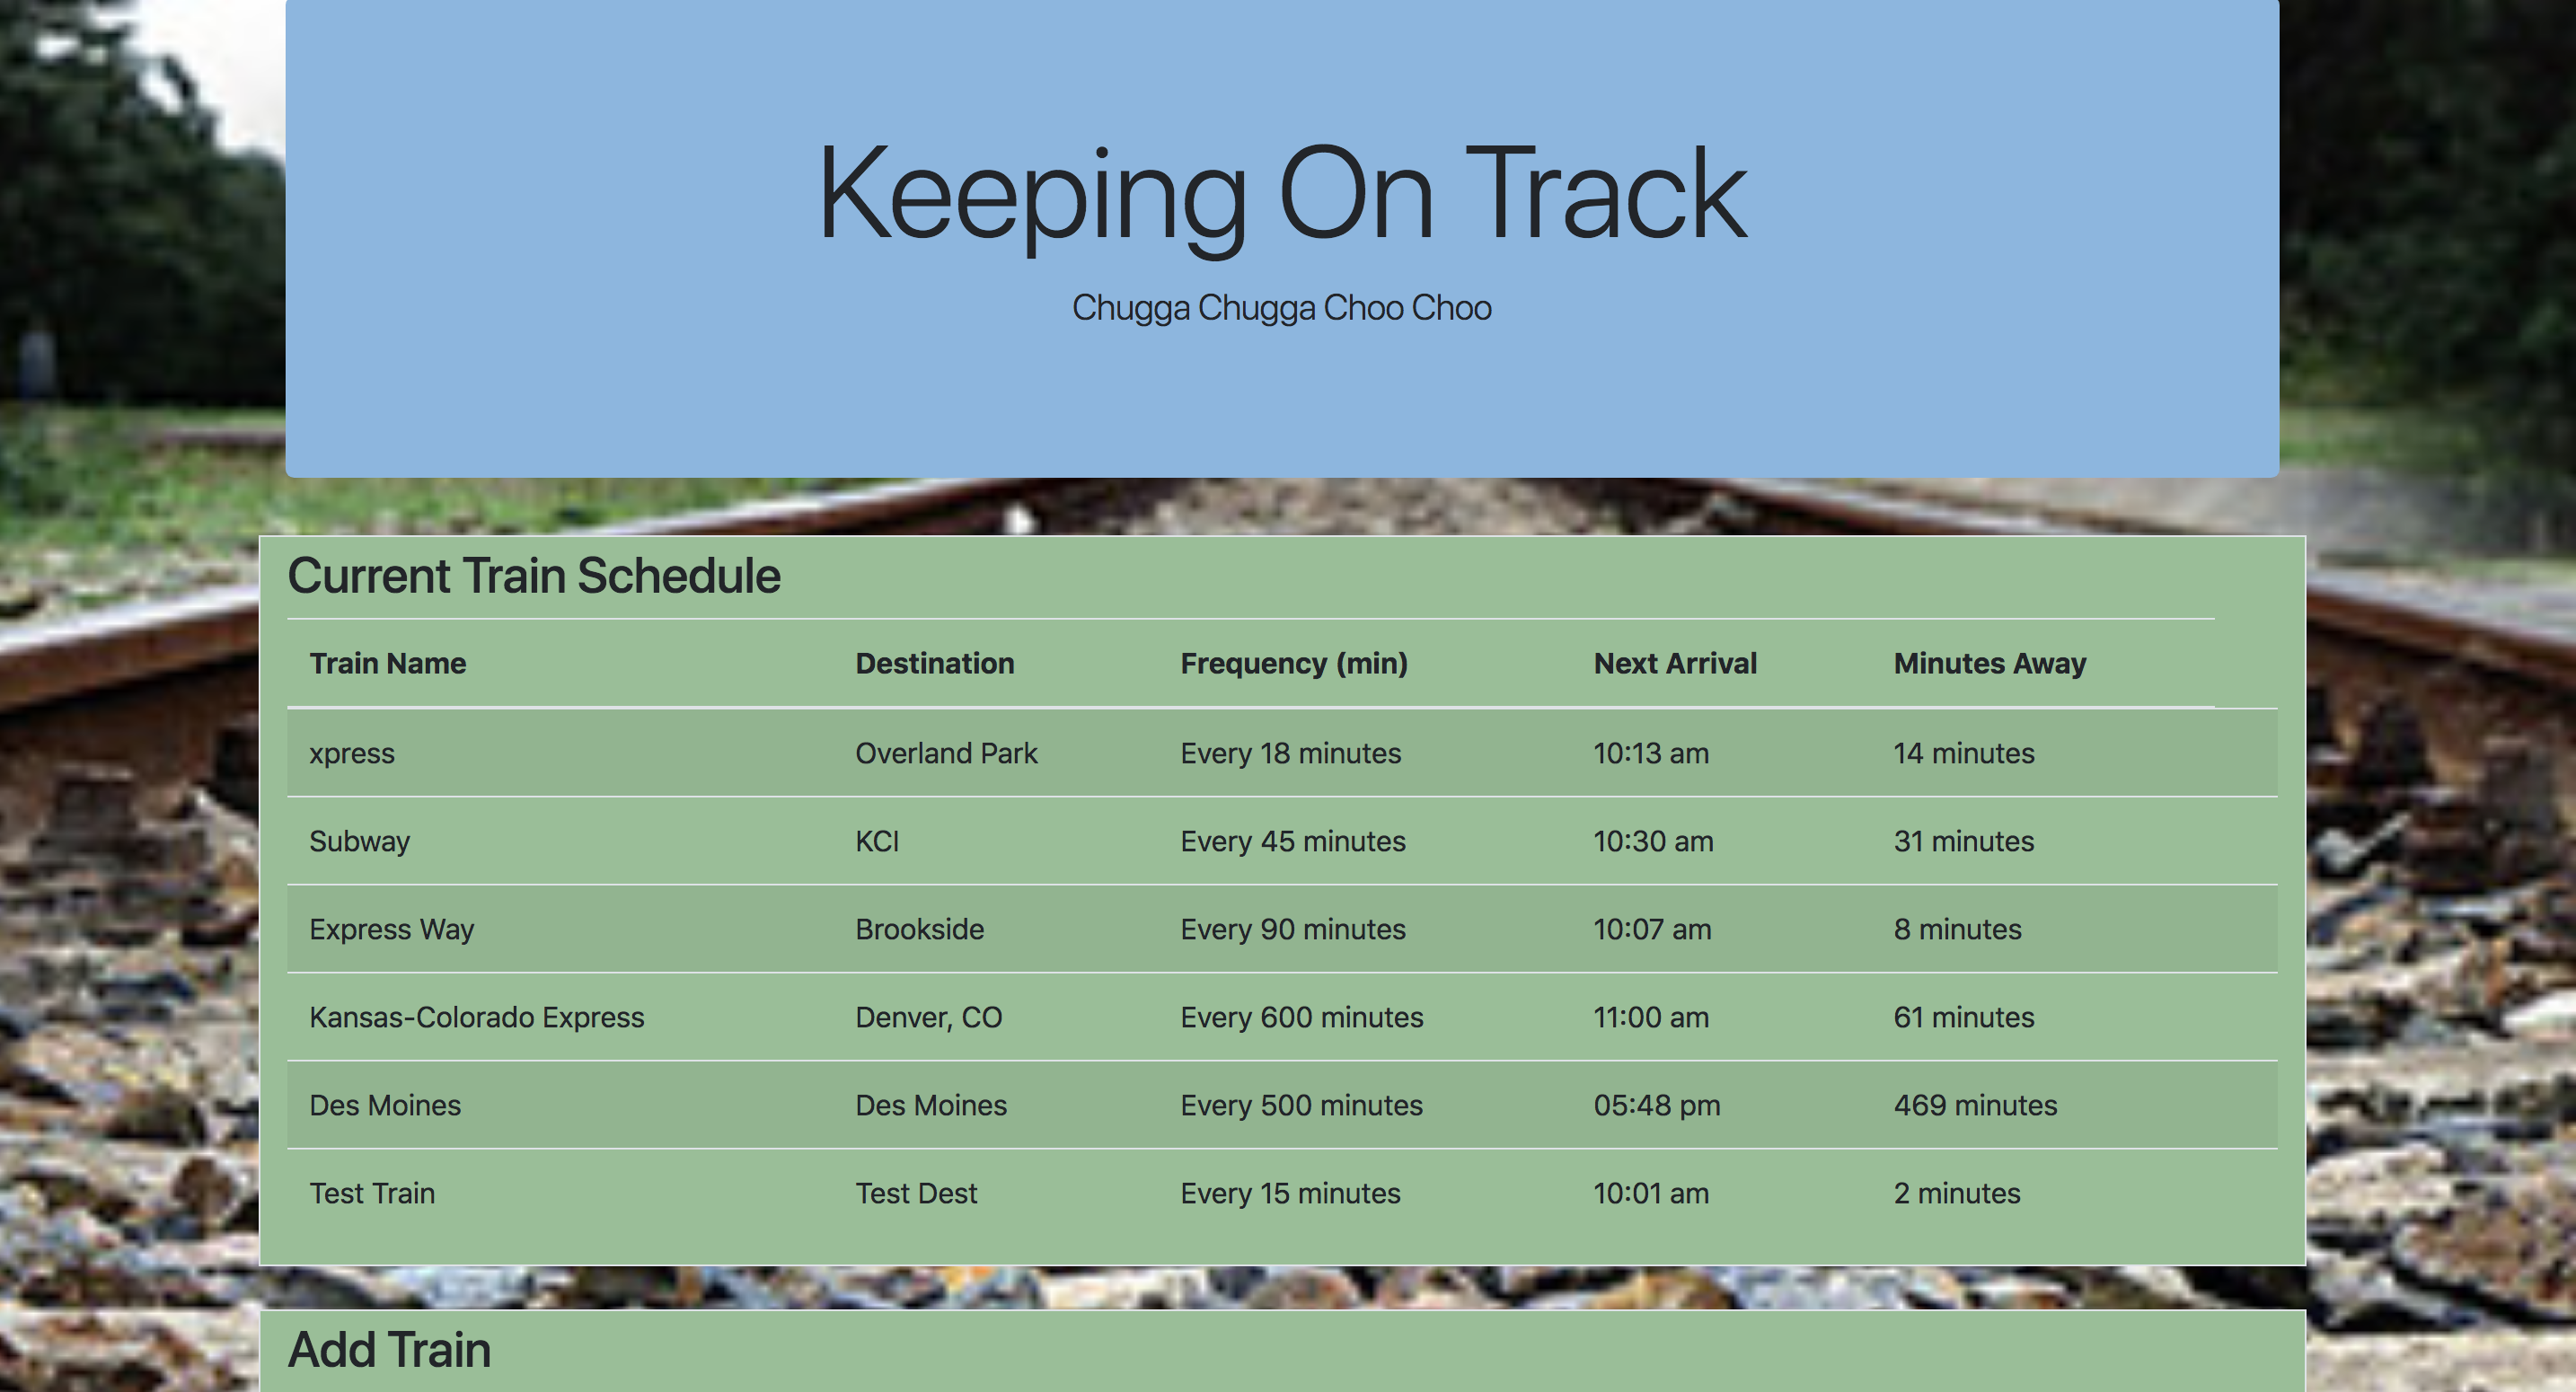 Keeping On Track
Chugga Chugga Choo Choo
Current Train Schedule
Train Name Destination Frequency (min) Next Arrival Minutes Away
xpress Overland Park Every 18 minutes 10:13 am 14 minutes
Subway KCI Every 45 minutes 10:30 am 31 minutes
Express Way Brookside Every 90 minutes 10:07 am 8 minutes
Kansas-Colorado Express Denver, CO Every 600 minutes 11:00 am 61 minutes
Des Moines Des Moines Every 500 minutes 05:48 pm 469 minutes
Test Train Test Dest Every 15 minutes 10:01 am 2 minutes
Add Train